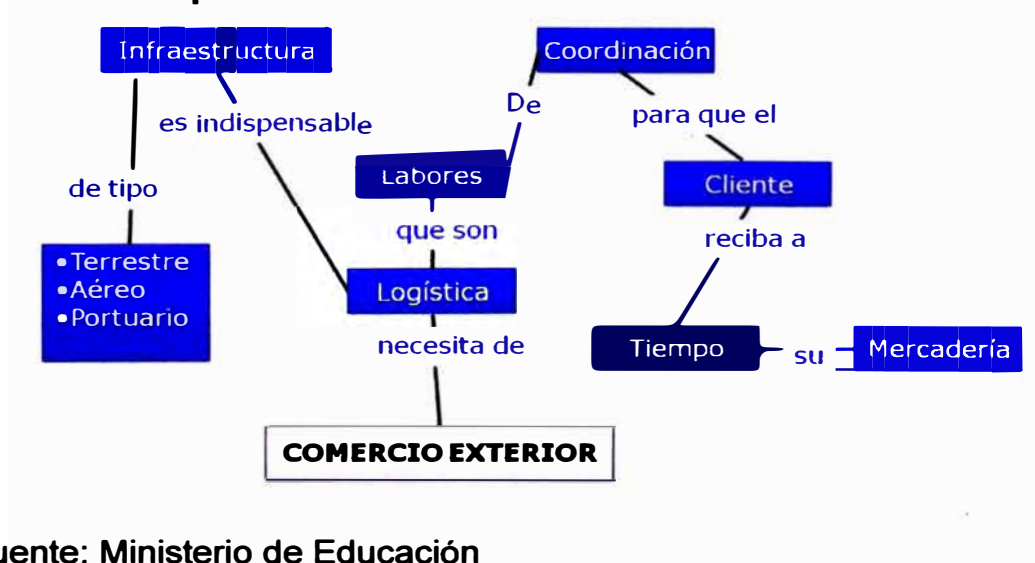 Infraestructura
Coordinación
De
para que el
es indispensable
Labores
Cliente
de tipo
que son
reciba a
•Terrestre
•Aéreo
•Portuario
Logística
necesita de
Tiempo
su
Mercadería
COMERCIO EXTERIOR
uente: Ministerio de Educación